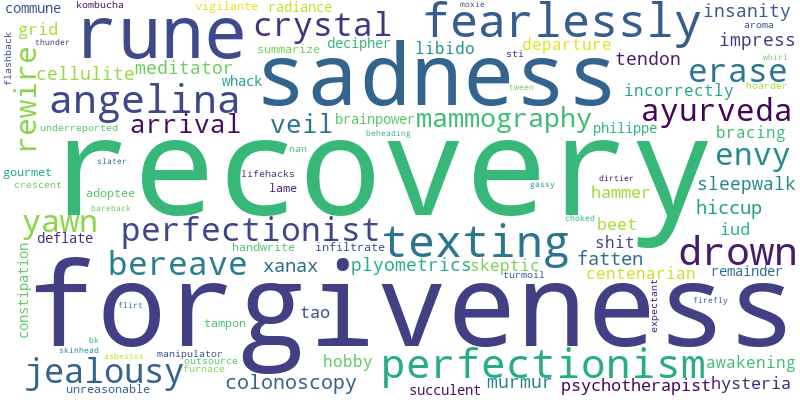 commune
kombucha
vigilante
radiance
moxie
insanity
rune
crystal
fearlessly
aroma
flashback
thunder
grid
decipher
libido
departure
impress
summarize
sti
tendon
whirl
rewire
cellulite
meditator
whack
sadness
erase
hoarder
angelina
tween
incorrectly
arrival
veil
brainpower
mammography
philippe
ayurveda
underreported
beheading
bracing
recovery
nan
envy
slater
gourmet
lifehacks
dirtier
sleepwalk
crescent
adoptee
lame
gassy
hammer
bareback
hiccup
yawn
perfectionist
choked
beet
iud
deflate
handwrite
infiltrate
texting
shit
drown
constipation
bereave
xanax
plyometrics
skeptic
fatten
turmoil
centenarian
remainder
forgiveness
expectant
flirt
tao
firefly
tampon
bk
skinhead
asbestos
manipulator
outsource
furnace
hobby
perfectionism
awakening
jealousy
colonoscopy
murmur
psychotherapist
hysteria
unreasonable
succulent